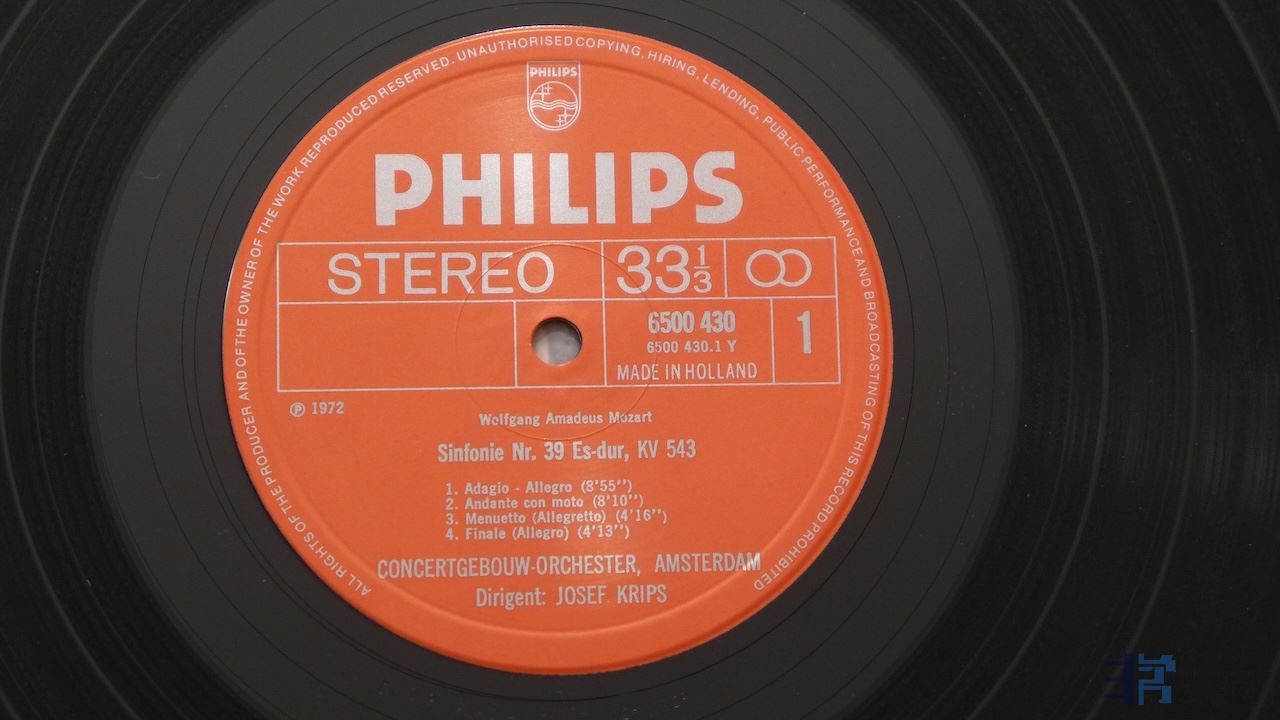 ALL RIGHTS OF THE PRODUCER AND OF THE OWNER OF THE WORK REPRODUCED RESERVED. UNAUTHORISED COPYING, HIRING, LENDING, PUBLIC PERFORMANCE AND BROADCASTING OF THIS RECORD PROHIBITED
PHILIPS
PHILIPS
STEREO 33 1/3
6500 430
6500 430.1 Y
MADE IN HOLLAND
1
℗ 1972
Wolfgang Amadeus Mozart
Sinfonie Nr. 39 Es-dur, KV 543
1. Adagio - Allegro (8'55'')
2. Andante con moto (8'10'')
3. Menuetto (Allegretto) (4'16'')
4. Finale (Allegro) (4'13'')
CONCERTGEBOUW-ORCHESTER, AMSTERDAM
Dirigent: JOSEF KRIPS